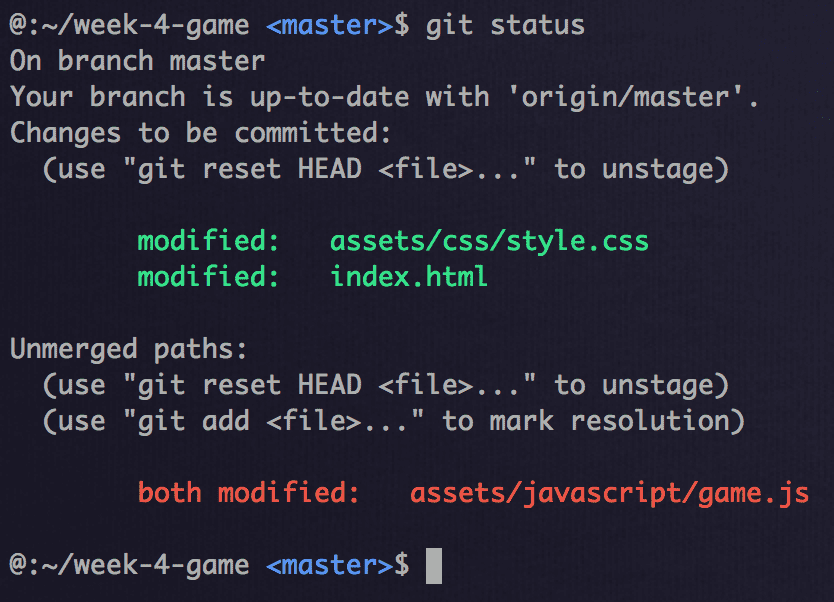 @:~/week-4-game <master>$ git status
On branch master
Your branch is up-to-date with 'origin/master'.
Changes to be committed:
  (use "git reset HEAD <file>..." to unstage)

        modified:   assets/css/style.css
        modified:   index.html

Unmerged paths:
  (use "git reset HEAD <file>..." to unstage)
  (use "git add <file>..." to mark resolution)

        both modified:   assets/javascript/game.js

@:~/week-4-game <master>$